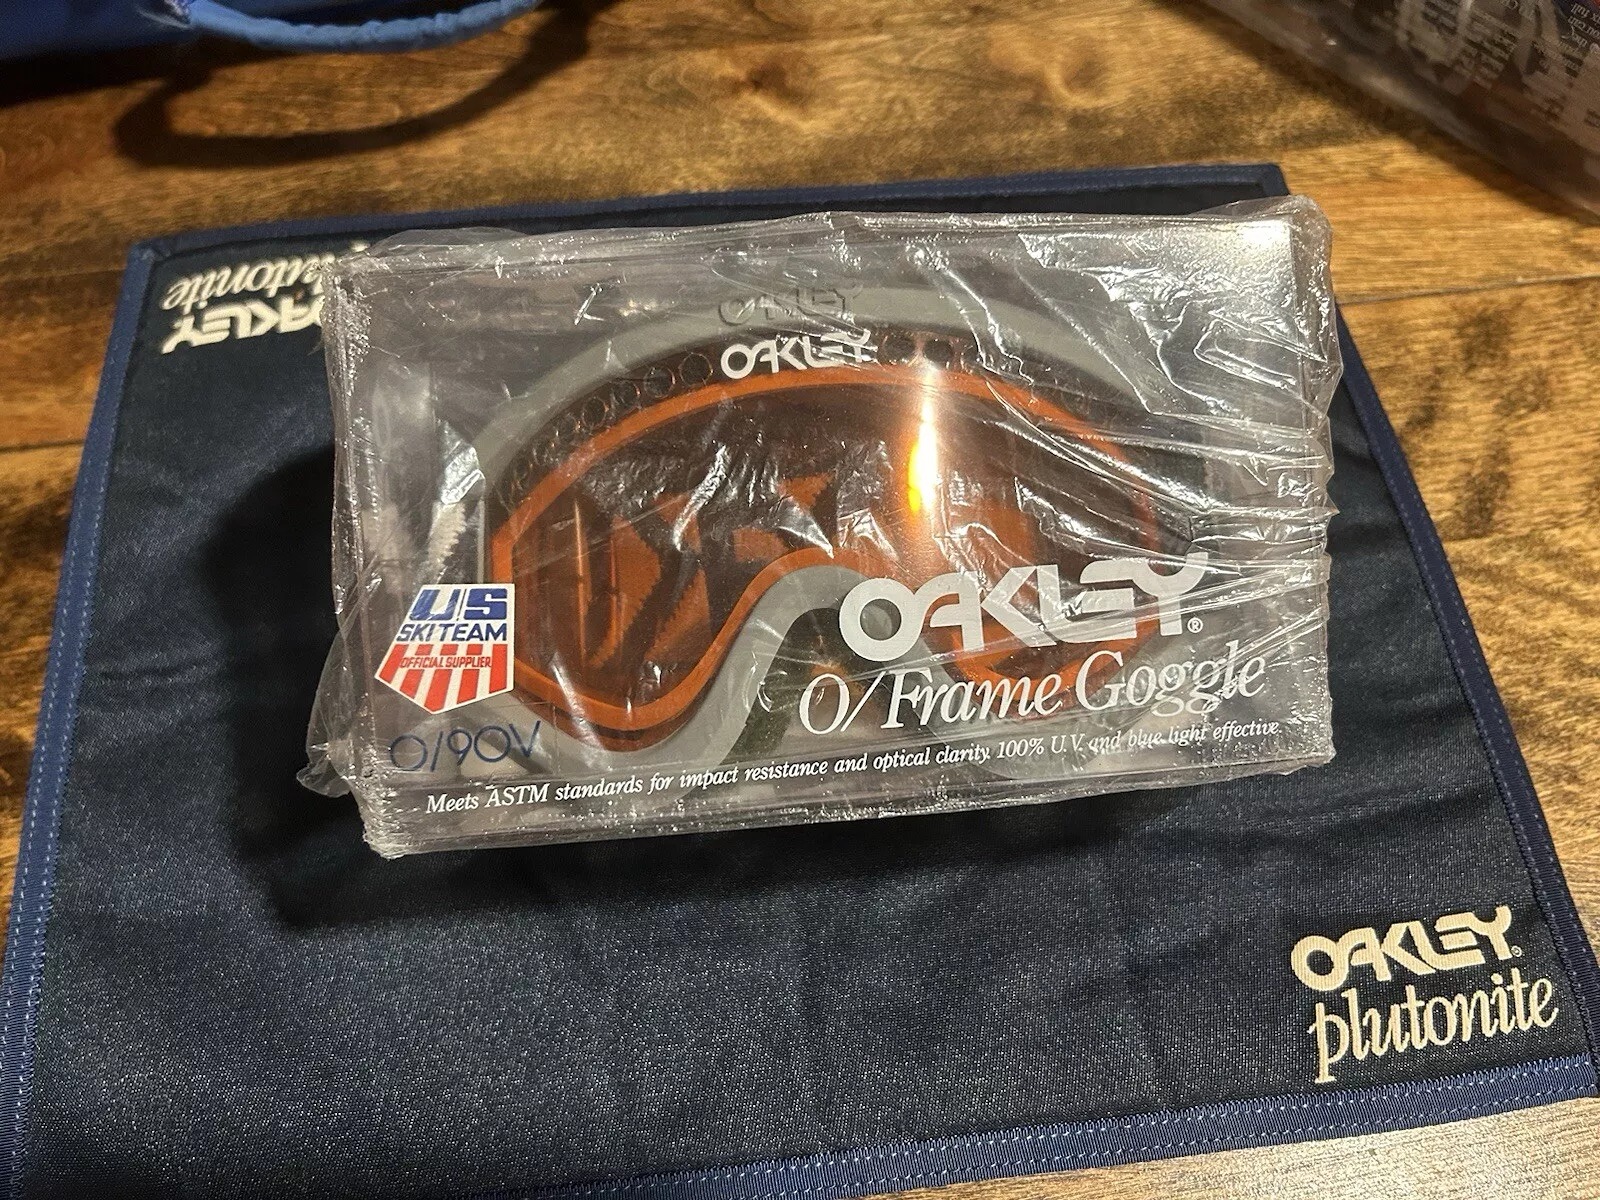 plutonite
OAKLEY
OAKLEY
OAKLEY
US
SKI TEAM
OFFICIAL SUPPLIER
O/90V
OAKLEY®
O/Frame Goggle
Meets ASTM standards for impact resistance and optical clarity. 100% U.V. and blue light effective
OAKLEY®
plutonite